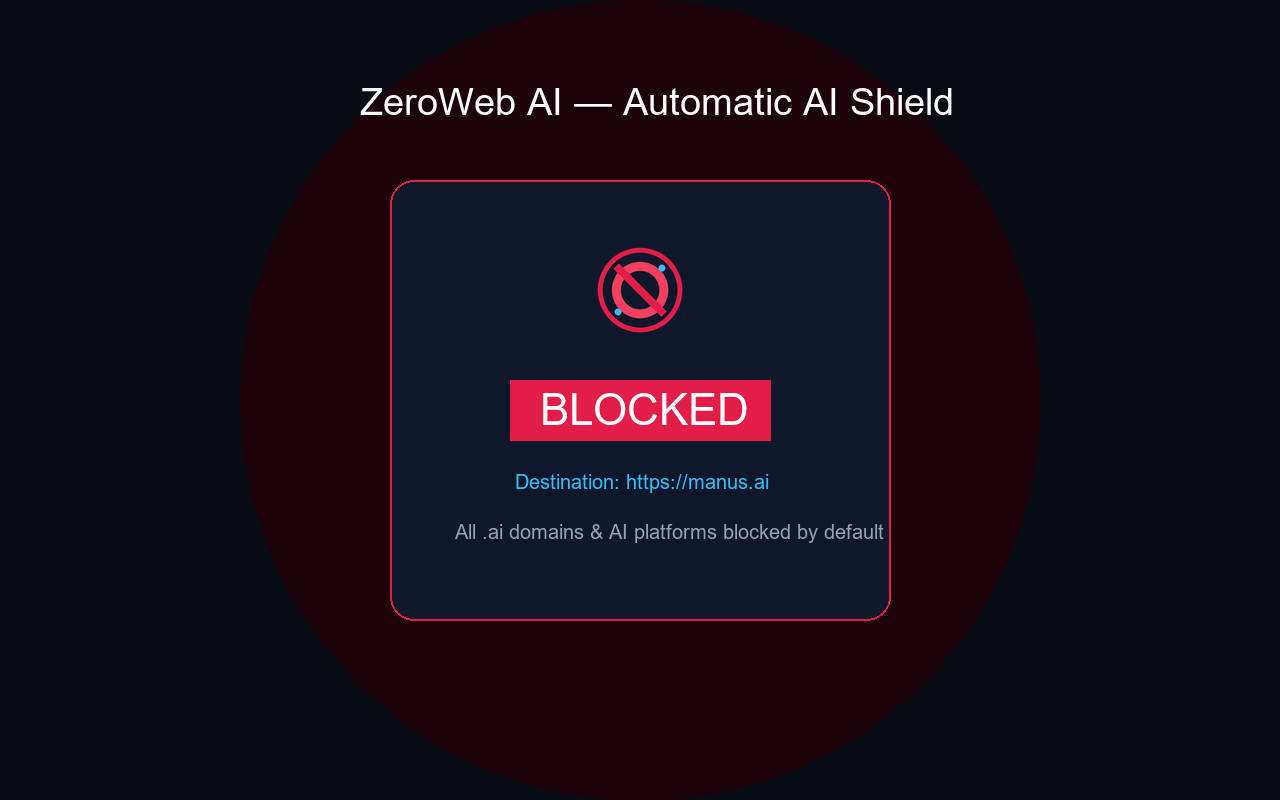 ZeroWeb AI — Automatic AI Shield
BLOCKED
Destination: https://manus.ai
All .ai domains & AI platforms blocked by default